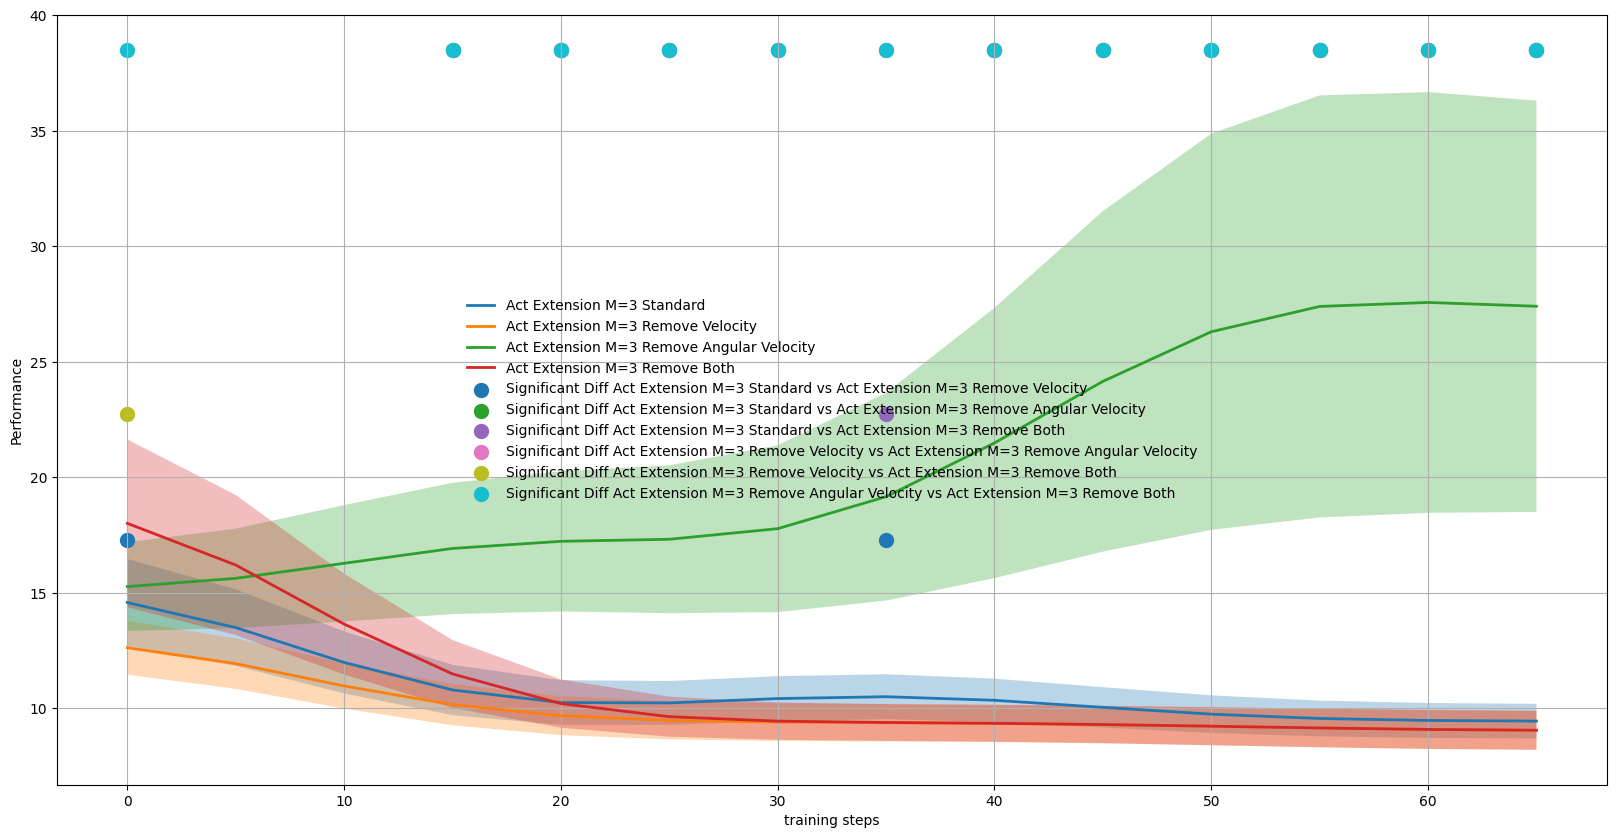 40
35
30
25
20
15
10
Performance
Act Extension M=3 Standard
Act Extension M=3 Remove Velocity
Act Extension M=3 Remove Angular Velocity
Act Extension M=3 Remove Both
Significant Diff Act Extension M=3 Standard vs Act Extension M=3 Remove Velocity
Significant Diff Act Extension M=3 Standard vs Act Extension M=3 Remove Angular Velocity
Significant Diff Act Extension M=3 Standard vs Act Extension M=3 Remove Both
Significant Diff Act Extension M=3 Remove Velocity vs Act Extension M=3 Remove Angular Velocity
Significant Diff Act Extension M=3 Remove Velocity vs Act Extension M=3 Remove Both
Significant Diff Act Extension M=3 Remove Angular Velocity vs Act Extension M=3 Remove Both
0 10 20 30 40 50 60
training steps